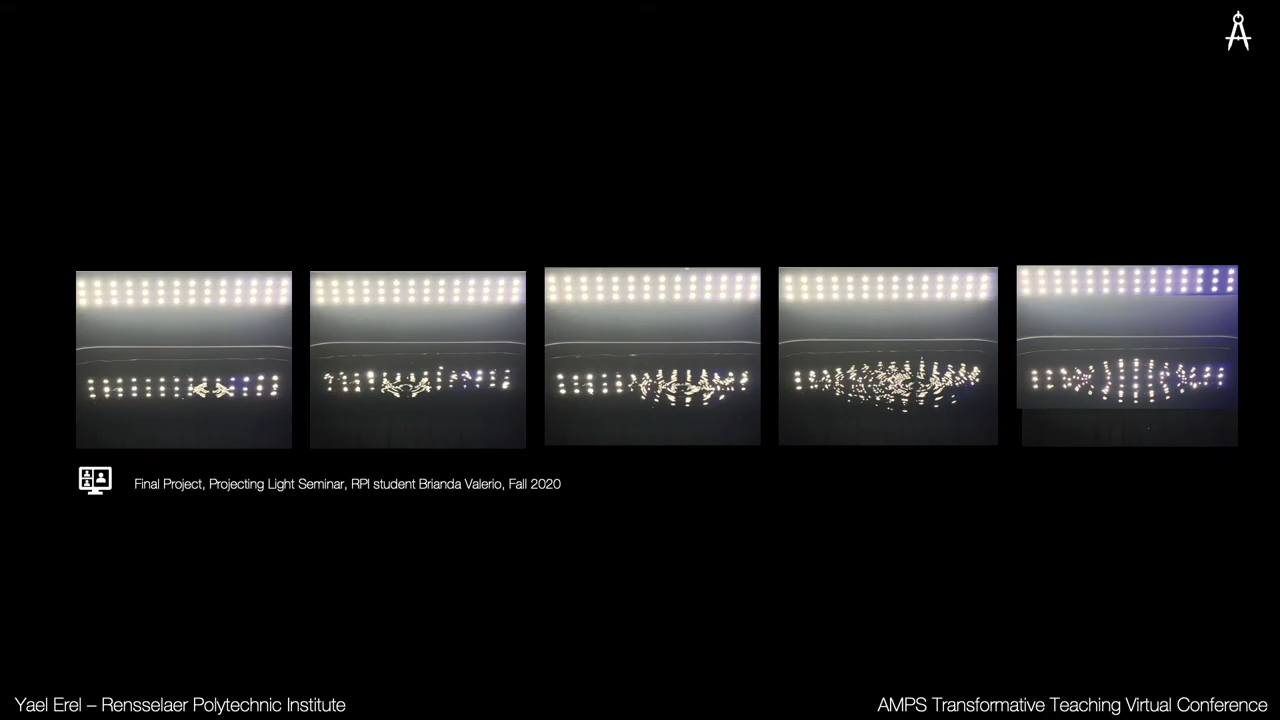 Final Project, Projecting Light Seminar, RPI student Brianda Valerio, Fall 2020
Yael Erel – Rensselaer Polytechnic Institute
AMPS Transformative Teaching Virtual Conference